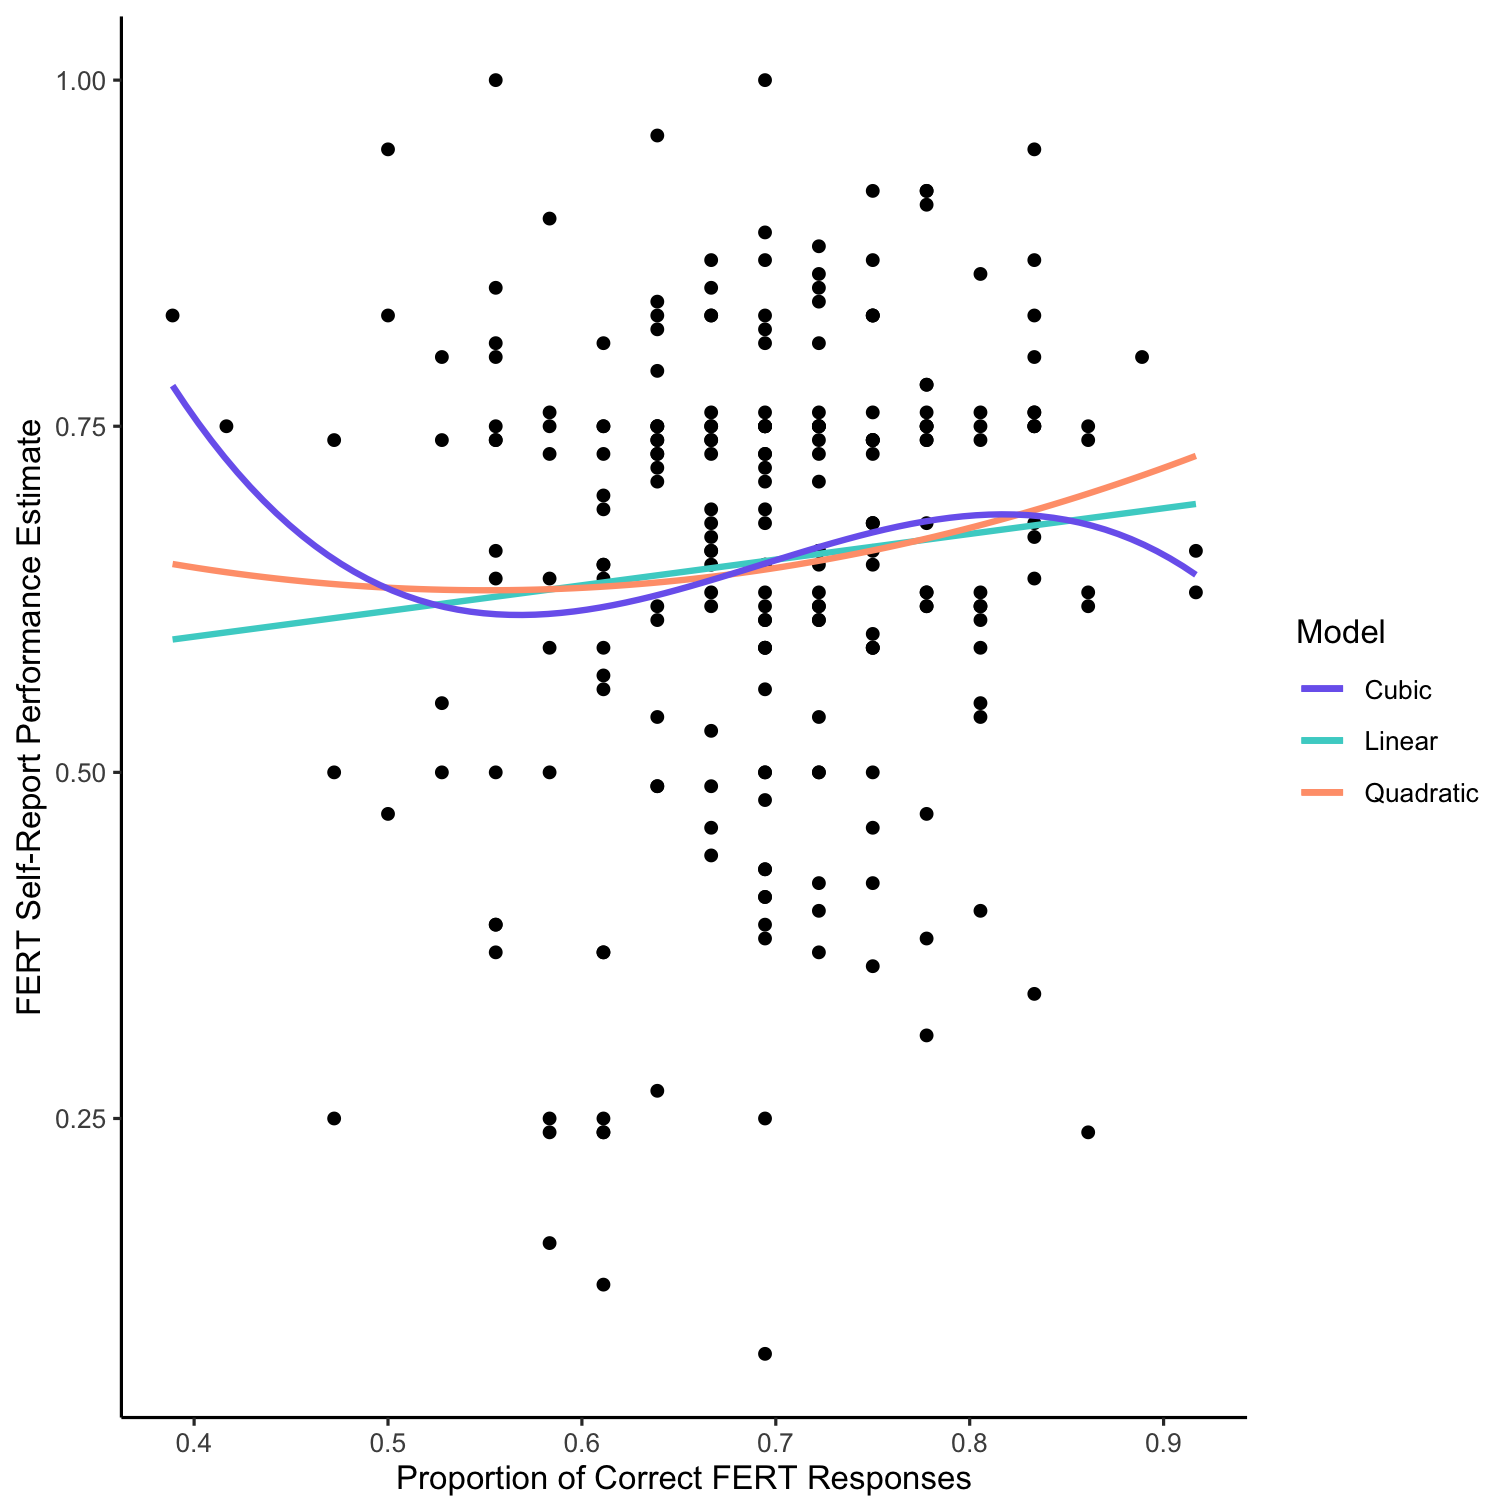 1.00
0.75
0.50
0.25
FERT Self-Report Performance Estimate
0.4 0.5 0.6 0.7 0.8 0.9
Proportion of Correct FERT Responses
Model
Cubic
Linear
Quadratic